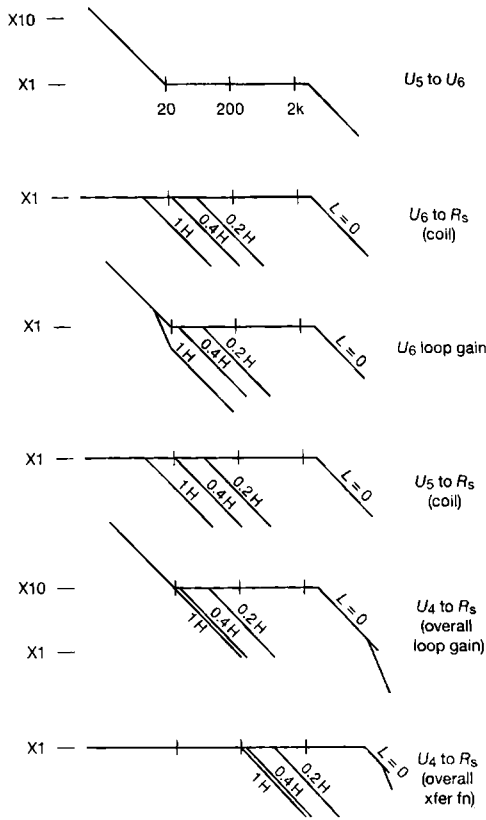 X10
X1
20 200 2k
U5 to U6
X1
1H
0.4H
0.2H
L = 0
U6 to Rs
(coil)
X1
1H
0.4H
0.2H
L = 0
U6 loop gain
X1
1H
0.4H
0.2H
L = 0
U5 to Rs
(coil)
X10
X1
1H
0.4H
0.2H
L = 0
U4 to Rs
(overall
loop gain)
X1
1H
0.4H
0.2H
L = 0
U4 to Rs
(overall
xfer fn)